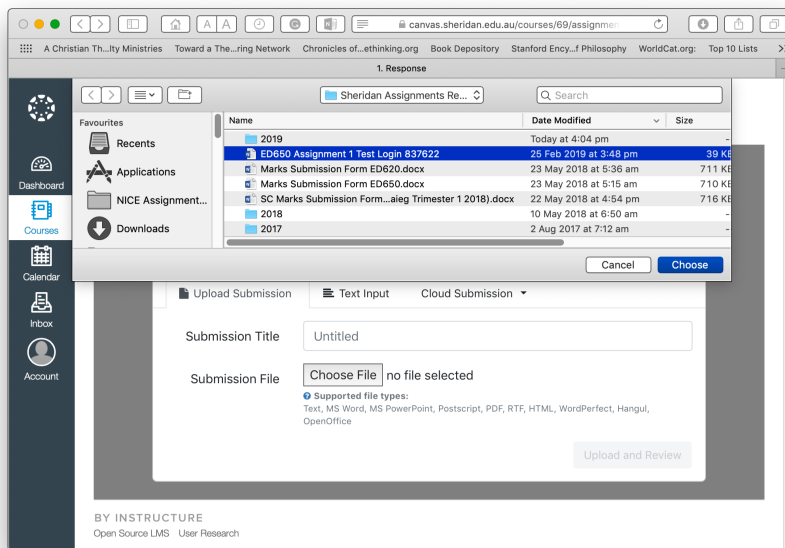 A A
canvas.sheridan.edu.au/courses/69/assignmen
A Christian Th...lty Ministries Toward a The...ring Network Chronicles of...ethinking.org Book Depository Stanford Ency...f Philosophy WorldCat.org: Top 10 Lists
1. Response
Sheridan Assignments Re... Search
Favourites Name Date Modified Size
2019 Today at 4:04 pm -
Recents
ED650 Assignment 1 Test Login 837622 25 Feb 2019 at 3:48 pm 39 KB
Applications
Marks Submission Form ED620.docx 23 May 2018 at 5:36 am 711 KB
Marks Submission Form ED650.docx 23 May 2018 at 5:15 am 710 KB
NICE Assignment...
SC Marks Submission Form...aieg Trimester 1 2018).docx 22 May 2018 at 4:54 pm 716 KB
2018 10 May 2018 at 6:50 am -
Downloads
2017 2 Aug 2017 at 7:12 am -
Cancel Choose
Dashboard
Courses
Calendar
Inbox
Account
Upload Submission Text Input Cloud Submission
Submission Title Untitled
Submission File Choose File no file selected
Supported file types:
Text, MS Word, MS PowerPoint, Postscript, PDF, RTF, HTML, WordPerfect, Hangul,
OpenOffice
Upload and Review
BY INSTRUCTURE
Open Source LMS User Research